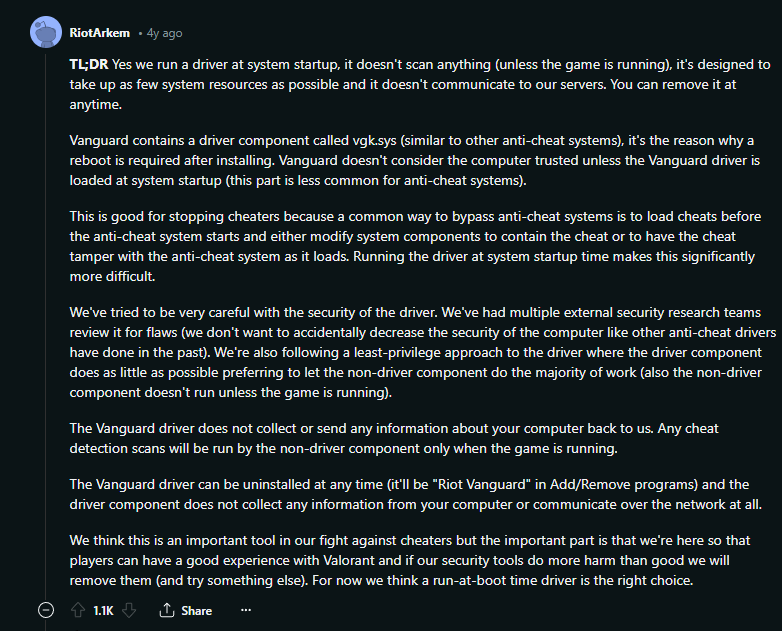 RiotArkem • 4y ago
TL;DR Yes we run a driver at system startup, it doesn't scan anything (unless the game is running), it's designed to
take up as few system resources as possible and it doesn't communicate to our servers. You can remove it at
anytime.
Vanguard contains a driver component called vgk.sys (similar to other anti-cheat systems), it's the reason why a
reboot is required after installing. Vanguard doesn't consider the computer trusted unless the Vanguard driver is
loaded at system startup (this part is less common for anti-cheat systems).
This is good for stopping cheaters because a common way to bypass anti-cheat systems is to load cheats before
the anti-cheat system starts and either modify system components to contain the cheat or to have the cheat
tamper with the anti-cheat system as it loads. Running the driver at system startup time makes this significantly
more difficult.
We've tried to be very careful with the security of the driver. We've had multiple external security research teams
review it for flaws (we don't want to accidentally decrease the security of the computer like other anti-cheat drivers
have done in the past). We're also following a least-privilege approach to the driver where the driver component
does as little as possible preferring to let the non-driver component do the majority of work (also the non-driver
component doesn't run unless the game is running).
The Vanguard driver does not collect or send any information about your computer back to us. Any cheat
detection scans will be run by the non-driver component only when the game is running.
The Vanguard driver can be uninstalled at any time (it'll be "Riot Vanguard" in Add/Remove programs) and the
driver component does not collect any information from your computer or communicate over the network at all.
We think this is an important tool in our fight against cheaters but the important part is that we're here so that
players can have a good experience with Valorant and if our security tools do more harm than good we will
remove them (and try something else). For now we think a run-at-boot time driver is the right choice.
1.1K Share ...